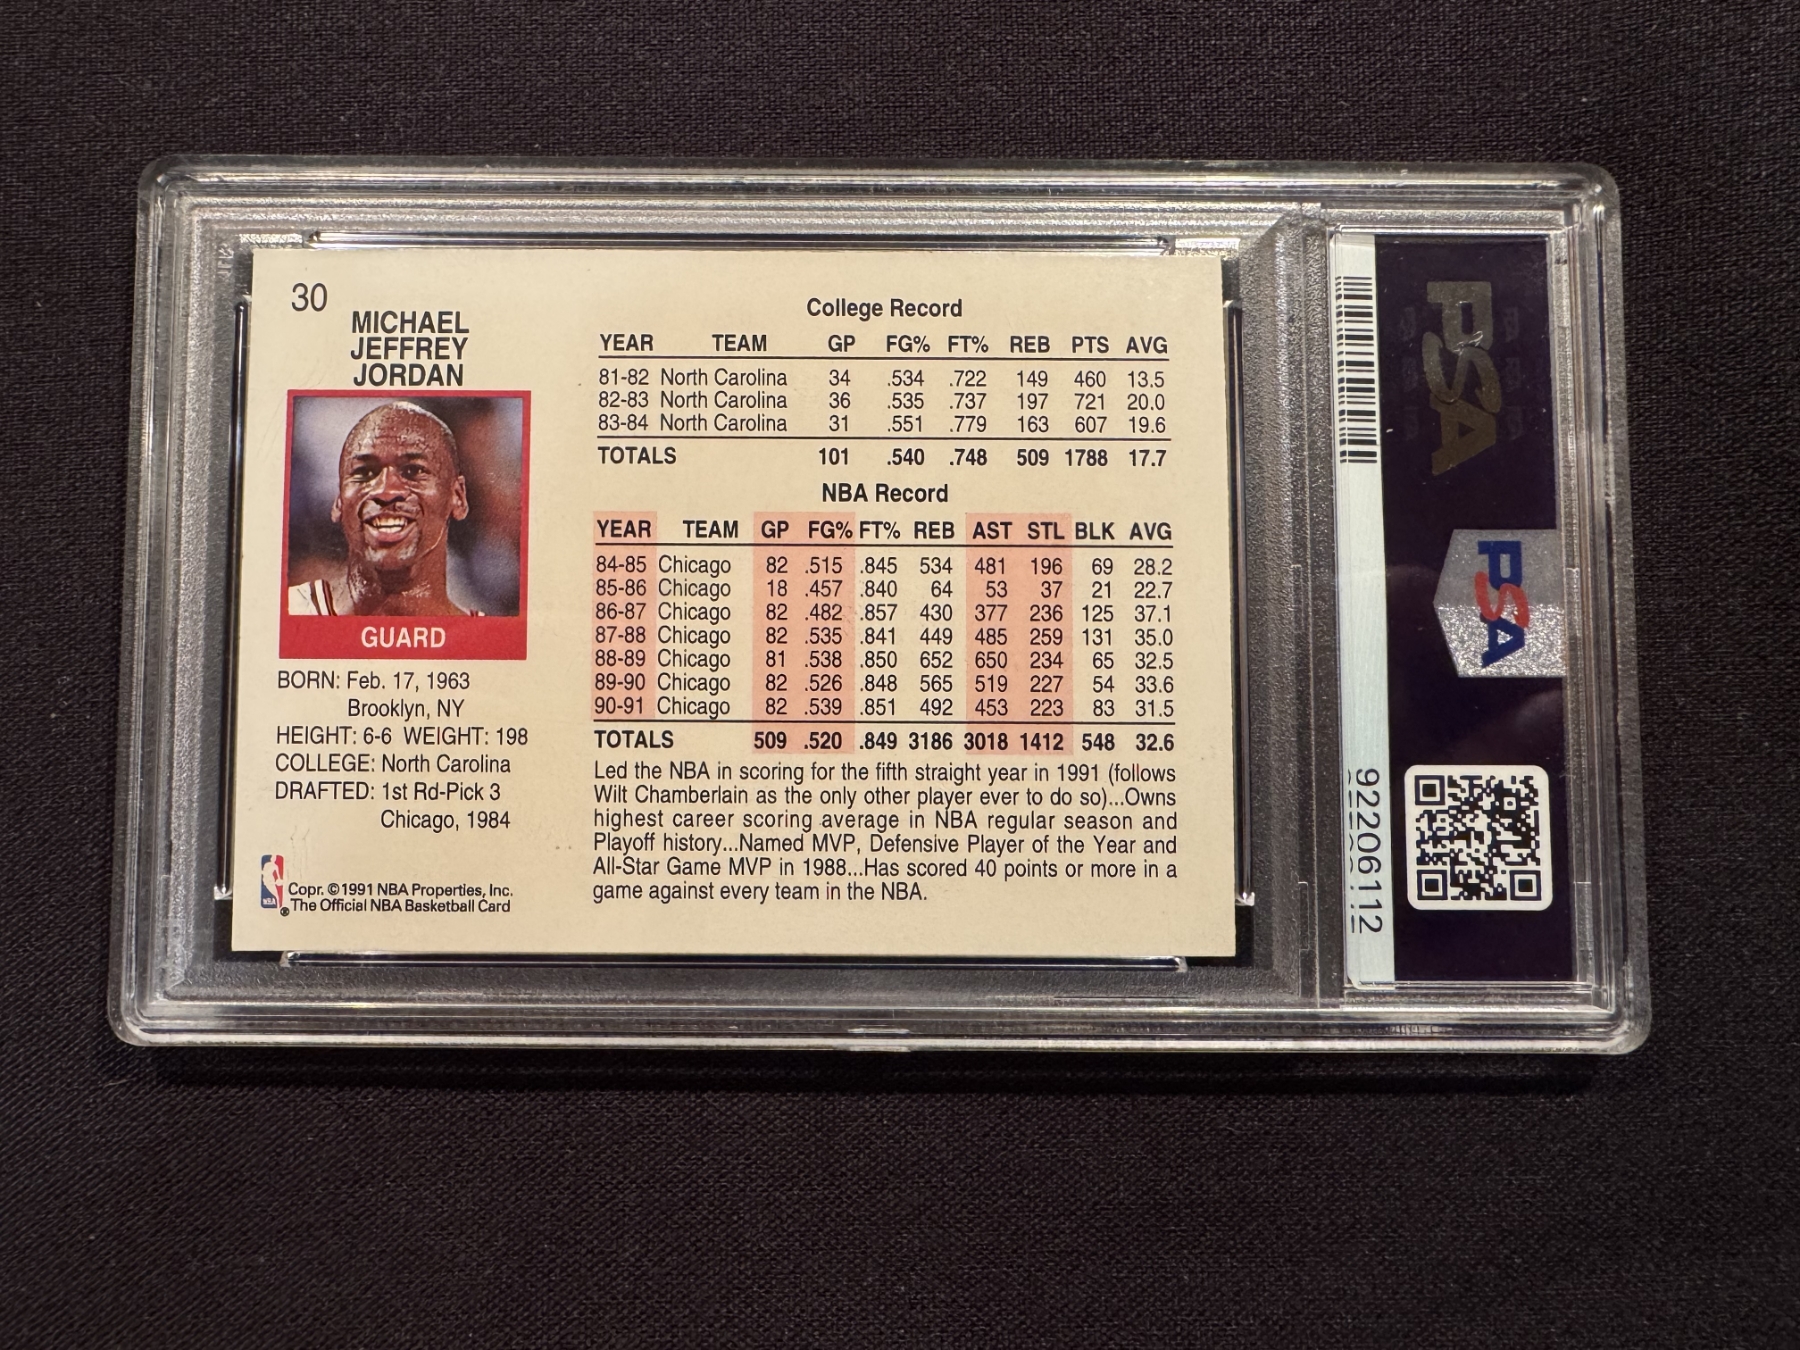 30
MICHAEL
JEFFREY
JORDAN
GUARD
BORN: Feb. 17, 1963
Brooklyn, NY
HEIGHT: 6-6 WEIGHT: 198
COLLEGE: North Carolina
DRAFTED: 1st Rd-Pick 3
Chicago, 1984
NBA
Copr. © 1991 NBA Properties, Inc.
® The Official NBA Basketball Card
College Record
YEAR TEAM GP FG% FT% REB PTS AVG
81-82 North Carolina 34 .534 .722 149 460 13.5
82-83 North Carolina 36 .535 .737 197 721 20.0
83-84 North Carolina 31 .551 .779 163 607 19.6
TOTALS 101 .540 .748 509 1788 17.7
NBA Record
YEAR TEAM GP FG% FT% REB AST STL BLK AVG
84-85 Chicago 82 .515 .845 534 481 196 69 28.2
85-86 Chicago 18 .457 .840 64 53 37 21 22.7
86-87 Chicago 82 .482 .857 430 377 236 125 37.1
87-88 Chicago 82 .535 .841 449 485 259 131 35.0
88-89 Chicago 81 .538 .850 652 650 234 65 32.5
89-90 Chicago 82 .526 .848 565 519 227 54 33.6
90-91 Chicago 82 .539 .851 492 453 223 83 31.5
TOTALS 509 .520 .849 3186 3018 1412 548 32.6
Led the NBA in scoring for the fifth straight year in 1991 (follows
Wilt Chamberlain as the only other player ever to do so)...Owns
highest career scoring average in NBA regular season and
Playoff history...Named MVP, Defensive Player of the Year and
All-Star Game MVP in 1988...Has scored 40 points or more in a
game against every team in the NBA.
PSA
PSA
92206112